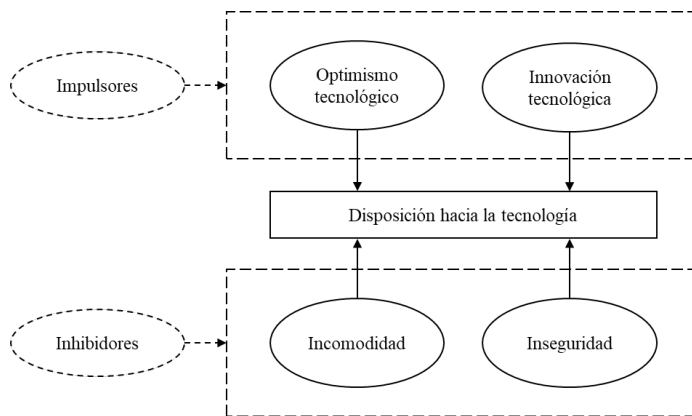 Impulsores
Optimismo
tecnológico
Innovación
tecnológica
Disposición hacia la tecnología
Inhibidores
Incomodidad
Inseguridad